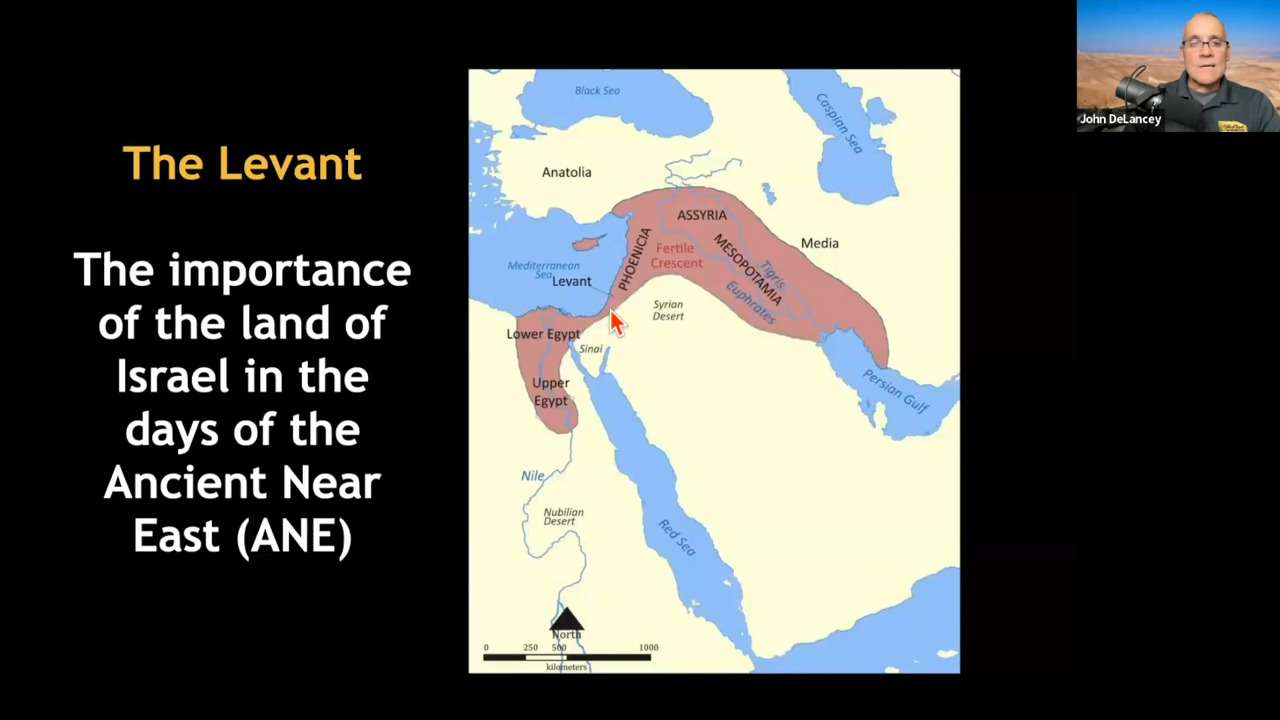 The Levant
The importance
of the land of
Israel in the
days of the
Ancient Near
East (ANE)
Black Sea
Caspian Sea
Anatolia
ASSYRIA
Media
PHOENICIA
Fertile
Crescent
MESOPOTAMIA
Tigris
Euphrates
Mediterranean
Sea
Levant
Syrian
Desert
Lower Egypt
Sinai
Upper
Egypt
Persian Gulf
Nile
Nubilian
Desert
Red Sea
North
0 250 500 1000
kilometers
John DeLancey